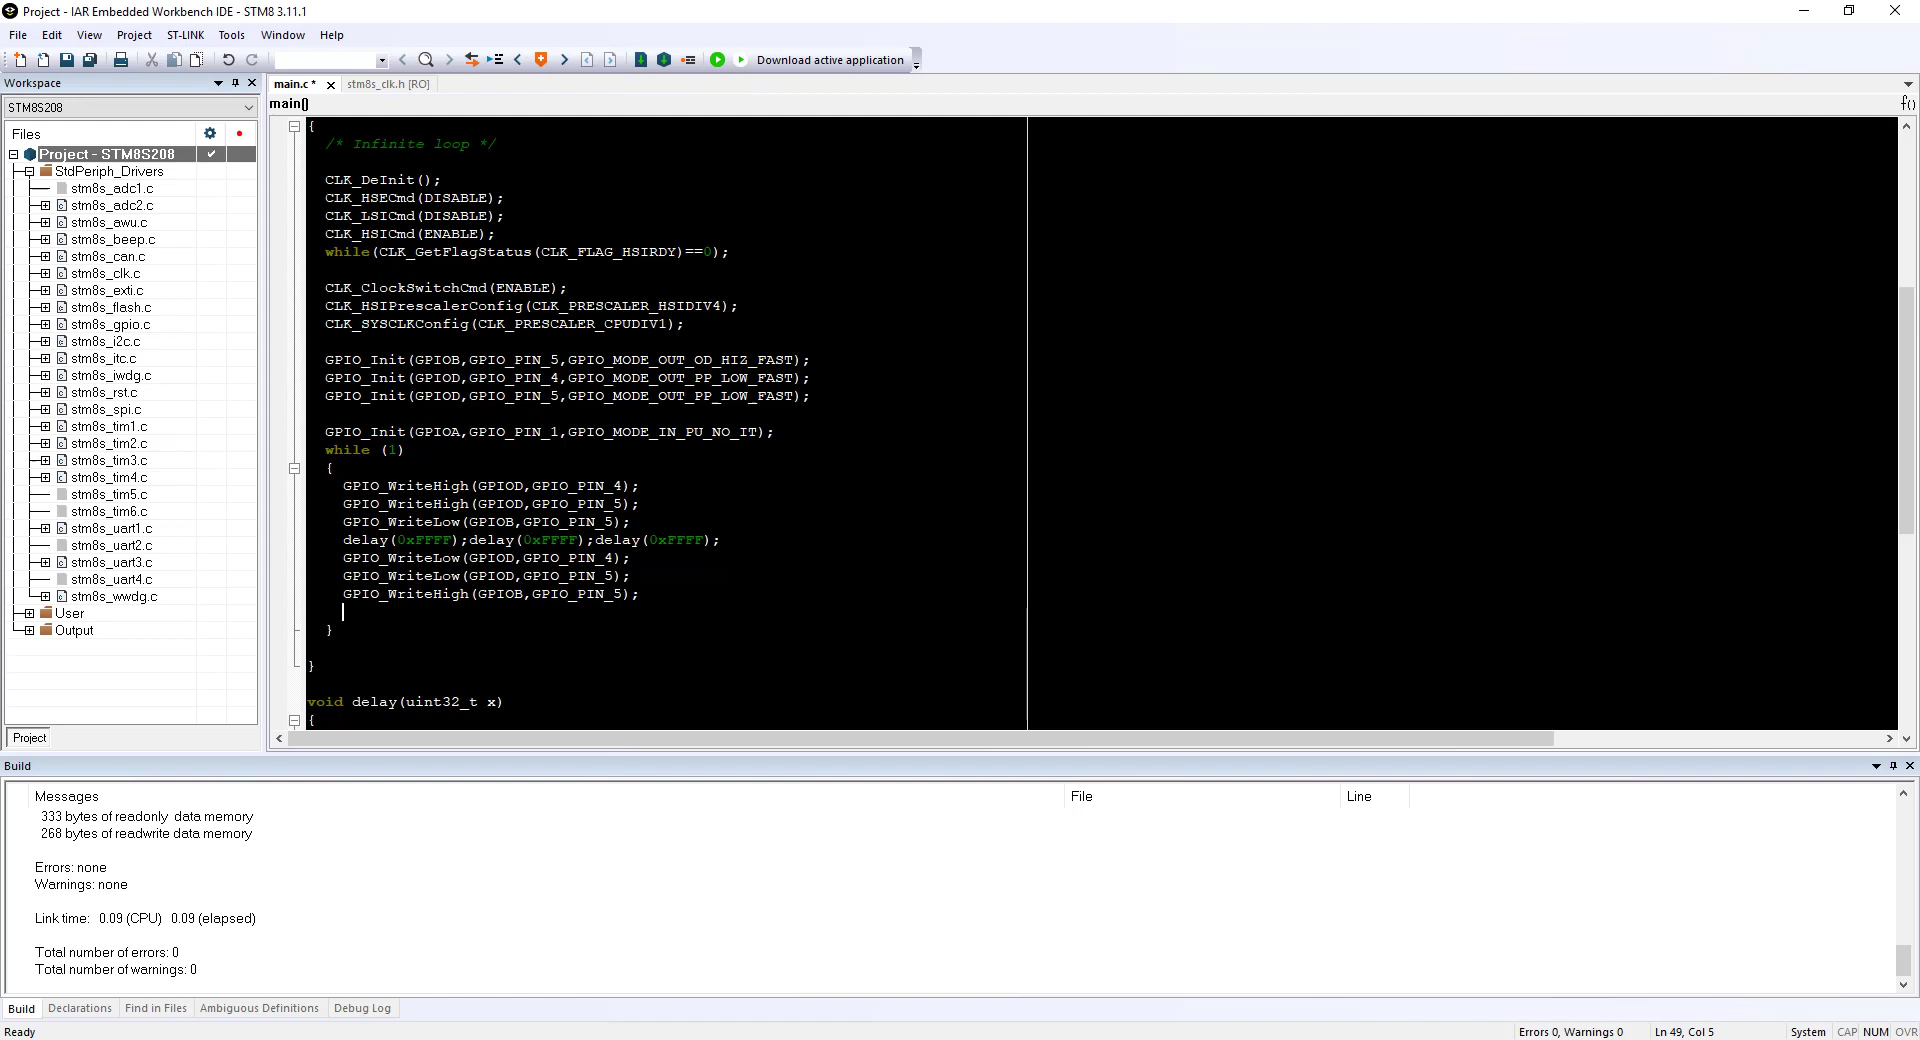 Project - IAR Embedded Workbench IDE - STM8 3.11.1
File Edit View Project ST-LINK Tools Window Help
Download active application
Workspace
STM8S208
Files
Project - STM8S208
StdPeriph_Drivers
stm8s_adc1.c
stm8s_adc2.c
stm8s_awu.c
stm8s_beep.c
stm8s_can.c
stm8s_clk.c
stm8s_exti.c
stm8s_flash.c
stm8s_gpio.c
stm8s_i2c.c
stm8s_itc.c
stm8s_iwdg.c
stm8s_rst.c
stm8s_spi.c
stm8s_tim1.c
stm8s_tim2.c
stm8s_tim3.c
stm8s_tim4.c
stm8s_tim5.c
stm8s_tim6.c
stm8s_uart1.c
stm8s_uart2.c
stm8s_uart3.c
stm8s_uart4.c
stm8s_wwdg.c
User
Output
Project
main.c * stm8s_clk.h [RO]
main()
f()
{
/* Infinite loop */
CLK_DeInit();
CLK_HSECmd(DISABLE);
CLK_LSICmd(DISABLE);
CLK_HSICmd(ENABLE);
while(CLK_GetFlagStatus(CLK_FLAG_HSIRDY)==0);
CLK_ClockSwitchCmd(ENABLE);
CLK_HSIPrescalerConfig(CLK_PRESCALER_HSIDIV4);
CLK_SYSCLKConfig(CLK_PRESCALER_CPUDIV1);
GPIO_Init(GPIOB,GPIO_PIN_5,GPIO_MODE_OUT_OD_HIZ_FAST);
GPIO_Init(GPIOD,GPIO_PIN_4,GPIO_MODE_OUT_PP_LOW_FAST);
GPIO_Init(GPIOD,GPIO_PIN_5,GPIO_MODE_OUT_PP_LOW_FAST);
GPIO_Init(GPIOA,GPIO_PIN_1,GPIO_MODE_IN_PU_NO_IT);
while (1)
{
GPIO_WriteHigh(GPIOD,GPIO_PIN_4);
GPIO_WriteHigh(GPIOD,GPIO_PIN_5);
GPIO_WriteLow(GPIOB,GPIO_PIN_5);
delay(0xFFFF);delay(0xFFFF);delay(0xFFFF);
GPIO_WriteLow(GPIOD,GPIO_PIN_4);
GPIO_WriteLow(GPIOD,GPIO_PIN_5);
GPIO_WriteHigh(GPIOB,GPIO_PIN_5);
}
}
void delay(uint32_t x)
{
Build
Messages File Line
333 bytes of readonly data memory
268 bytes of readwrite data memory
Errors: none
Warnings: none
Link time: 0.09 (CPU) 0.09 (elapsed)
Total number of errors: 0
Total number of warnings: 0
Build Declarations Find in Files Ambiguous Definitions Debug Log
Ready Errors 0, Warnings 0 Ln 49, Col 5 System CAP NUM OVR